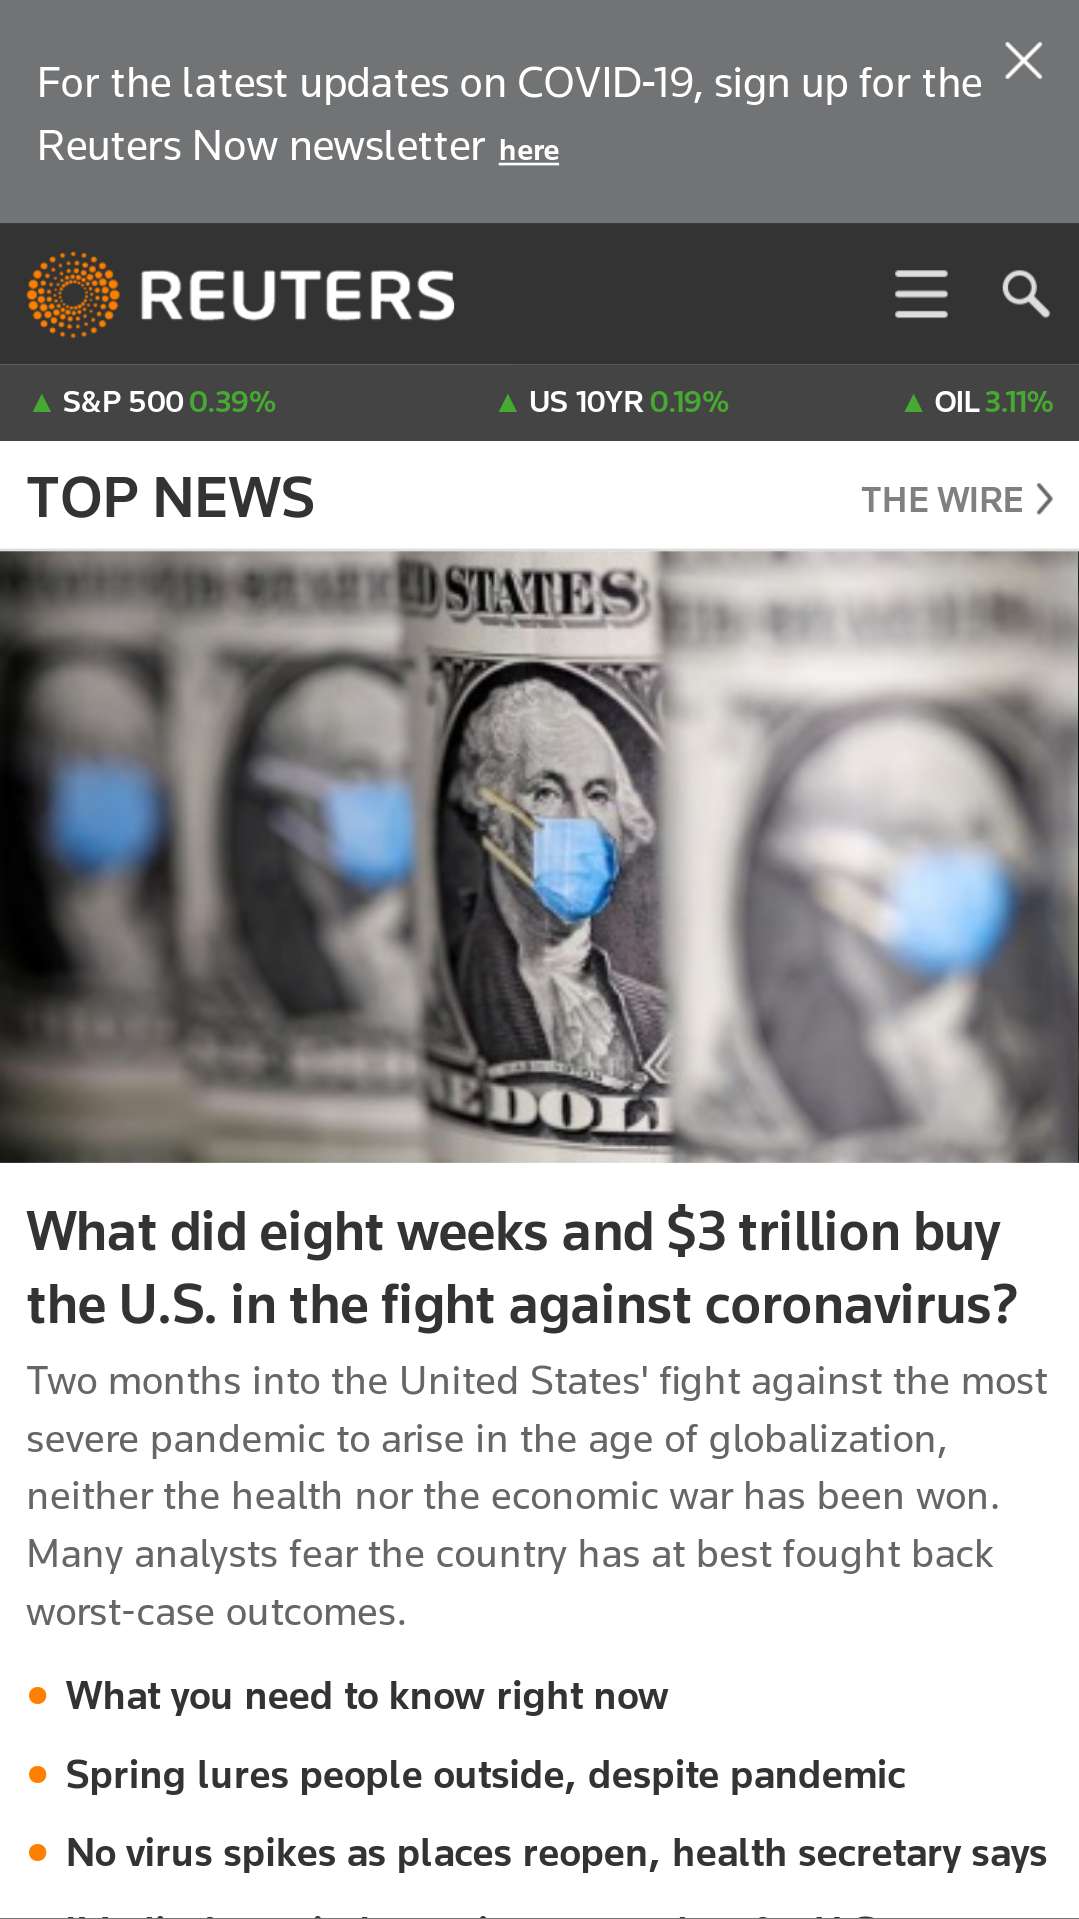 For the latest updates on COVID-19, sign up for the
Reuters Now newsletter here
REUTERS
▲ S&P 500 0.39% ▲ US 10YR 0.19% ▲ OIL 3.11%
TOP NEWS
THE WIRE
D STATES
DOLL
What did eight weeks and $3 trillion buy
the U.S. in the fight against coronavirus?
Two months into the United States' fight against the most
severe pandemic to arise in the age of globalization,
neither the health nor the economic war has been won.
Many analysts fear the country has at best fought back
worst-case outcomes.
What you need to know right now
Spring lures people outside, despite pandemic
No virus spikes as places reopen, health secretary says